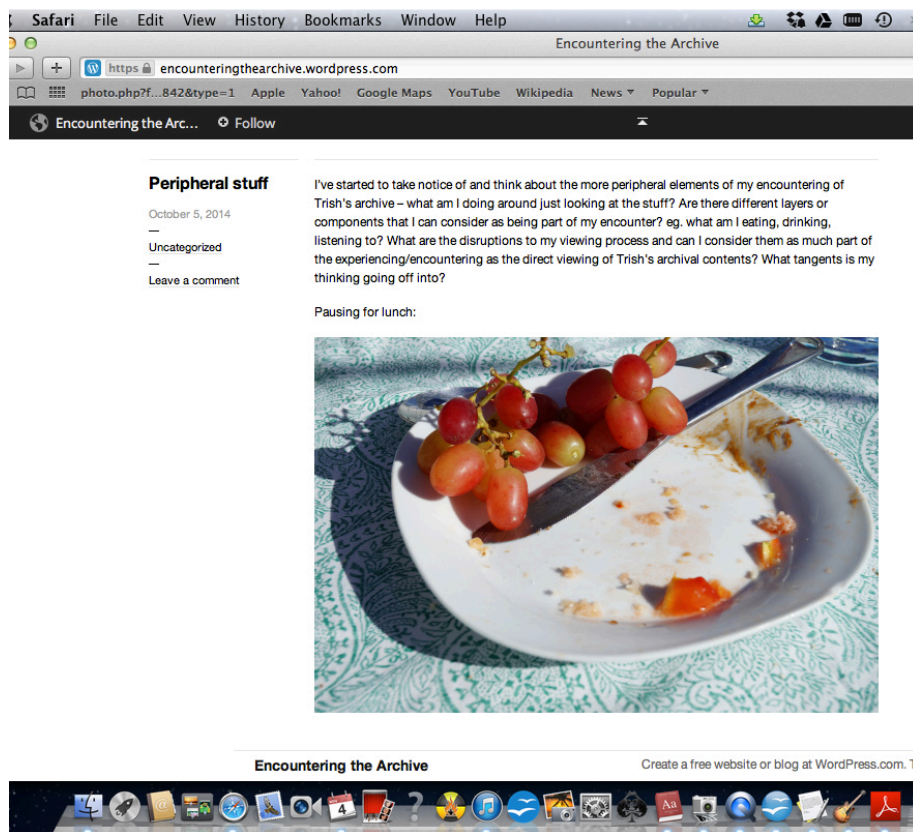 Safari File Edit View History Bookmarks Window Help
Encountering the Archive
https encounteringthearchive.wordpress.com
photo.php?f...842&type=1 Apple Yahoo! Google Maps YouTube Wikipedia News Popular
Encountering the Arc... Follow
Peripheral stuff
October 5, 2014
—
Uncategorized
—
Leave a comment
I've started to take notice of and think about the more peripheral elements of my encountering of
Trish's archive – what am I doing around just looking at the stuff? Are there different layers or
components that I can consider as being part of my encounter? eg. what am I eating, drinking,
listening to? What are the disruptions to my viewing process and can I consider them as much part of
the experiencing/encountering as the direct viewing of Trish's archival contents? What tangents is my
thinking going off into?
Pausing for lunch:
Encountering the Archive
Create a free website or blog at WordPress.com. T
4
?
Aa